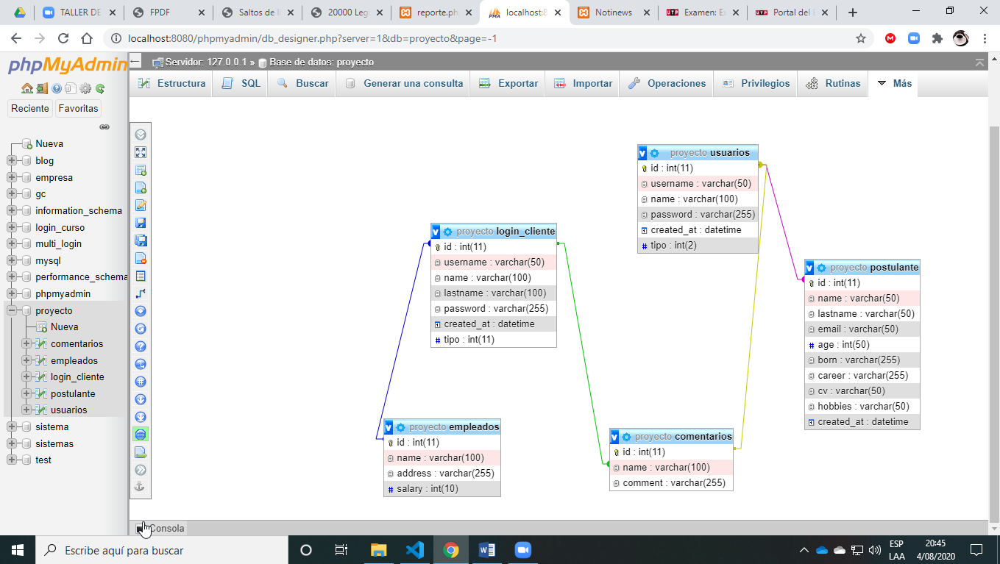 TALLER DE
FPDF
Saltos de l
20000 Leg
reporte.ph
localhost:8
Notinews
Examen: E
Portal del E
localhost:8080/phpmyadmin/db_designer.php?server=1&db=proyecto&page=-1
phpMyAdmin
Reciente
Favoritas
Nueva
blog
empresa
gc
information_schema
login_curso
multi_login
mysql
performance_schema
phpmyadmin
proyecto
Nueva
comentarios
empleados
login_cliente
postulante
usuarios
sistema
sistemas
test
Servidor: 127.0.0.1 » Base de datos: proyecto
Estructura
SQL
Buscar
Generar una consulta
Exportar
Importar
Operaciones
Privilegios
Rutinas
Más
proyecto usuarios
id : int(11)
username : varchar(50)
name : varchar(100)
password : varchar(255)
created_at : datetime
tipo : int(2)
proyecto login_cliente
id : int(11)
username : varchar(50)
name : varchar(100)
lastname : varchar(100)
password : varchar(255)
created_at : datetime
tipo : int(11)
proyecto postulante
id : int(11)
name : varchar(50)
lastname : varchar(50)
email : varchar(50)
age : int(50)
born : varchar(255)
career : varchar(255)
cv : varchar(50)
hobbies : varchar(50)
created_at : datetime
proyecto empleados
id : int(11)
name : varchar(100)
address : varchar(255)
salary : int(10)
proyecto comentarios
id : int(11)
name : varchar(100)
comment : varchar(255)
Consola
Escribe aquí para buscar
ESP
LAA
20:45
4/08/2020